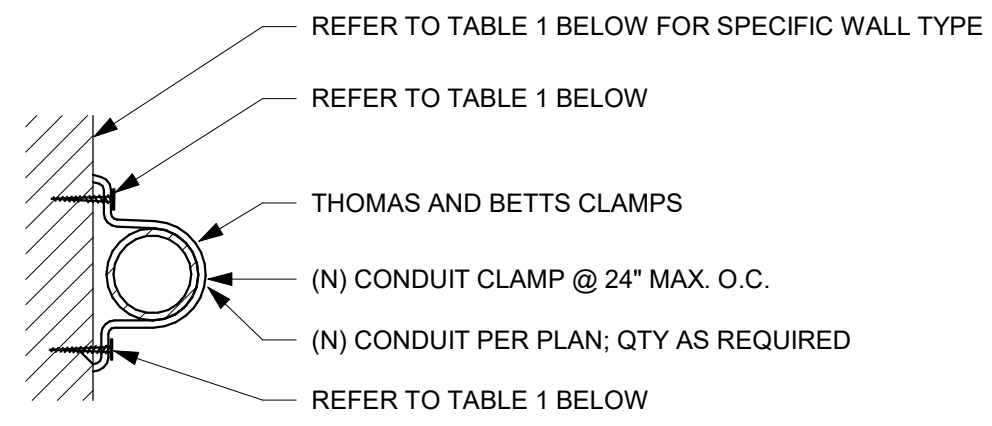 REFER TO TABLE 1 BELOW FOR SPECIFIC WALL TYPE
REFER TO TABLE 1 BELOW
THOMAS AND BETTS CLAMPS
(N) CONDUIT CLAMP @ 24" MAX. O.C.
(N) CONDUIT PER PLAN; QTY AS REQUIRED
REFER TO TABLE 1 BELOW